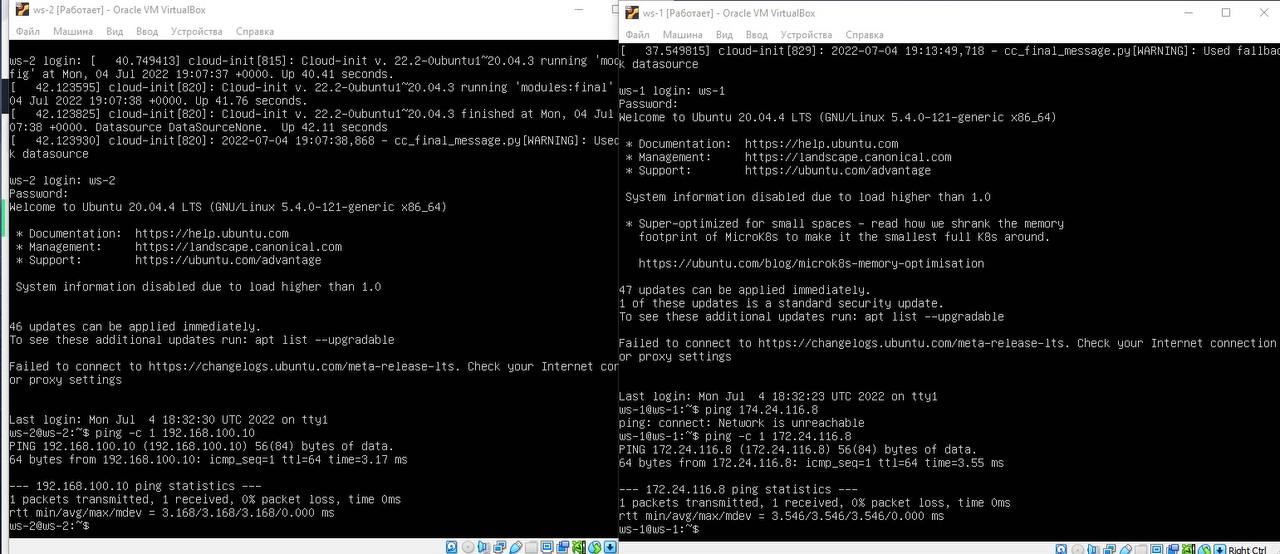 ws-2 [Работает] - Oracle VM VirtualBox
Файл Машина Вид Ввод Устройства Справка
ws-2 login: [   40.749413] cloud-init[815]: Cloud-init v. 22.2-0ubuntu1~20.04.3 running 'mod
fig' at Mon, 04 Jul 2022 19:07:37 +0000. Up 40.41 seconds.
[   42.123595] cloud-init[820]: Cloud-init v. 22.2-0ubuntu1~20.04.3 running 'modules:final'
04 Jul 2022 19:07:38 +0000. Up 41.76 seconds.
[   42.123825] cloud-init[820]: Cloud-init v. 22.2-0ubuntu1~20.04.3 finished at Mon, 04 Jul
07:38 +0000. Datasource DataSourceNone.  Up 42.11 seconds
[   42.123930] cloud-init[820]: 2022-07-04 19:07:38,868 - cc_final_message.py[WARNING]: Used
k datasource
ws-2 login: ws-2
Password:
Welcome to Ubuntu 20.04.4 LTS (GNU/Linux 5.4.0-121-generic x86_64)
* Documentation:  https://help.ubuntu.com
* Management:     https://landscape.canonical.com
* Support:        https://ubuntu.com/advantage
System information disabled due to load higher than 1.0
46 updates can be applied immediately.
To see these additional updates run: apt list --upgradable
Failed to connect to https://changelogs.ubuntu.com/meta-release-lts. Check your Internet con
or proxy settings
Last login: Mon Jul  4 18:32:30 UTC 2022 on tty1
ws-2@ws-2:~$ ping -c 1 192.168.100.10
PING 192.168.100.10 (192.168.100.10) 56(84) bytes of data.
64 bytes from 192.168.100.10: icmp_seq=1 ttl=64 time=3.17 ms
--- 192.168.100.10 ping statistics ---
1 packets transmitted, 1 received, 0% packet loss, time 0ms
rtt min/avg/max/mdev = 3.168/3.168/3.168/0.000 ms
ws-2@ws-2:~$
ws-1 [Работает] - Oracle VM VirtualBox
Файл Машина Вид Ввод Устройства Справка
[   37.549815] cloud-init[829]: 2022-07-04 19:13:49,718 - cc_final_message.py[WARNING]: Used fallbac
k datasource
ws-1 login: ws-1
Password:
Welcome to Ubuntu 20.04.4 LTS (GNU/Linux 5.4.0-121-generic x86_64)
* Documentation:  https://help.ubuntu.com
* Management:     https://landscape.canonical.com
* Support:        https://ubuntu.com/advantage
System information disabled due to load higher than 1.0
* Super-optimized for small spaces - read how we shrank the memory
footprint of MicroK8s to make it the smallest full K8s around.
https://ubuntu.com/blog/microk8s-memory-optimisation
47 updates can be applied immediately.
1 of these updates is a standard security update.
To see these additional updates run: apt list --upgradable
Failed to connect to https://changelogs.ubuntu.com/meta-release-lts. Check your Internet connection
or proxy settings
Last login: Mon Jul  4 18:32:23 UTC 2022 on tty1
ws-1@ws-1:~$ ping 174.24.116.8
ping: connect: Network is unreachable
ws-1@ws-1:~$ ping -c 1 172.24.116.8
PING 172.24.116.8 (172.24.116.8) 56(84) bytes of data.
64 bytes from 172.24.116.8: icmp_seq=1 ttl=64 time=3.55 ms
--- 172.24.116.8 ping statistics ---
1 packets transmitted, 1 received, 0% packet loss, time 0ms
rtt min/avg/max/mdev = 3.546/3.546/3.546/0.000 ms
ws-1@ws-1:~$
Right Ctrl